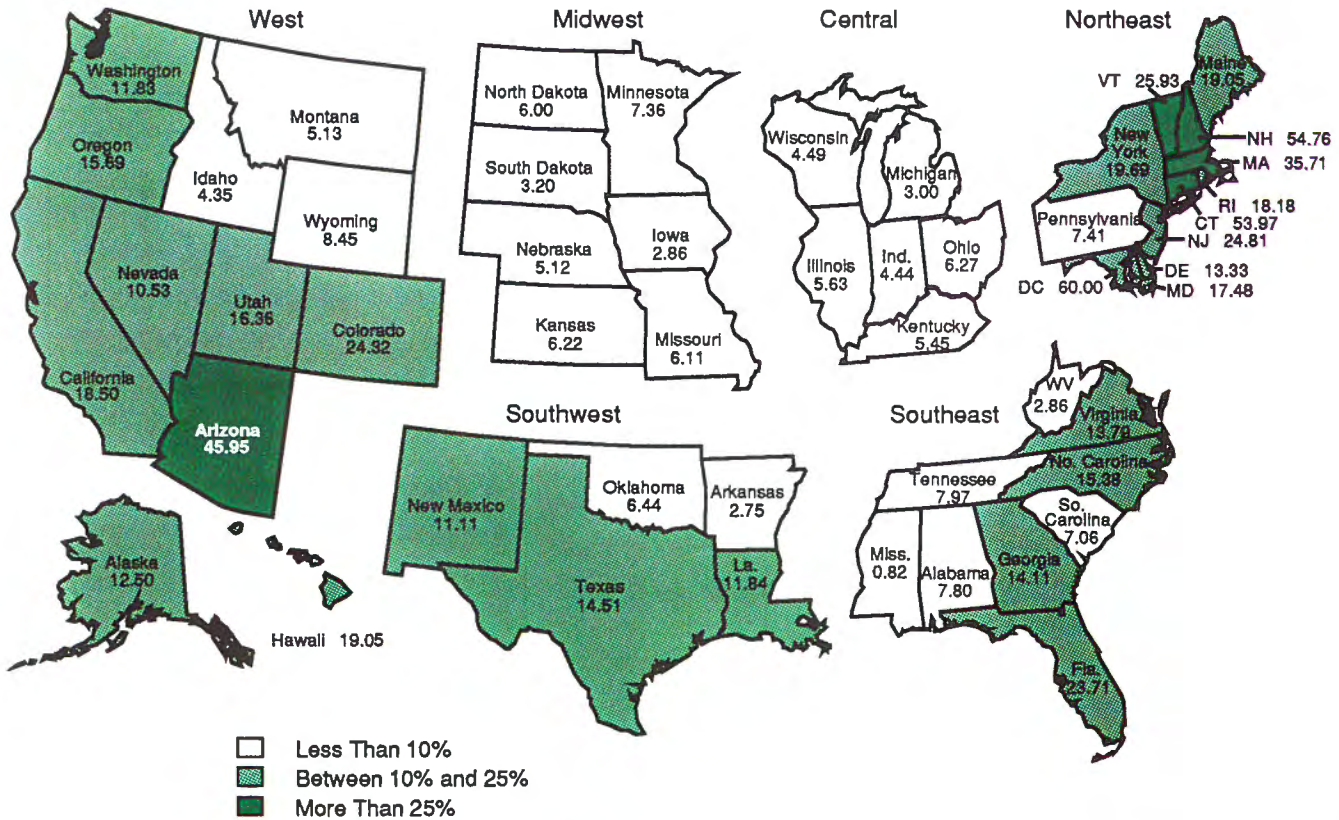 West
Washington
11.83
Oregon
15.69
Montana
5.13
Idaho
4.35
Wyoming
8.45
Nevada
10.53
Utah
16.36
Colorado
24.32
California
18.50
Arizona
45.95
Alaska
12.50
Hawaii 19.05
Midwest
North Dakota
6.00
Minnesota
7.36
South Dakota
3.20
Nebraska
5.12
Iowa
2.86
Kansas
6.22
Missouri
6.11
Central
Wisconsin
4.49
Michigan
3.00
Illinois
5.63
Ind.
4.44
Ohio
6.27
Kentucky
5.45
Northeast
Maine
19.05
VT 25.93
New
York
19.69
NH 54.76
MA 35.71
RI 18.18
CT 53.97
NJ 24.81
Pennsylvania
7.41
DE 13.33
DC 60.00
MD 17.48
Southwest
New Mexico
11.11
Oklahoma
6.44
Arkansas
2.75
Texas
14.51
La.
11.84
Southeast
WV
2.86
Virginia
13.79
No. Carolina
15.38
Tennessee
7.97
So.
Carolina
7.06
Miss.
0.82
Alabama
7.80
Georgia
14.11
Fla.
23.71
Less Than 10%
Between 10% and 25%
More Than 25%